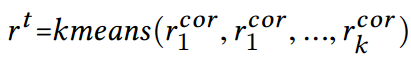 r^t=kmeans(r_1^{cor}, r_1^{cor}, ..., r_k^{cor})